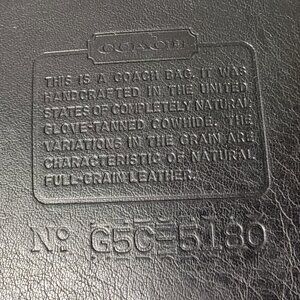 COACH
THIS IS A COACH BAG. IT WAS
HANDCRAFTED IN THE UNITED
STATES OF COMPLETELY NATURAL
GLOVE-TANNED COWHIDE. THE
VARIATIONS IN THE GRAIN ARE
CHARACTERISTIC OF NATURAL
FULL-GRAIN LEATHER.
Nº G5C-5180